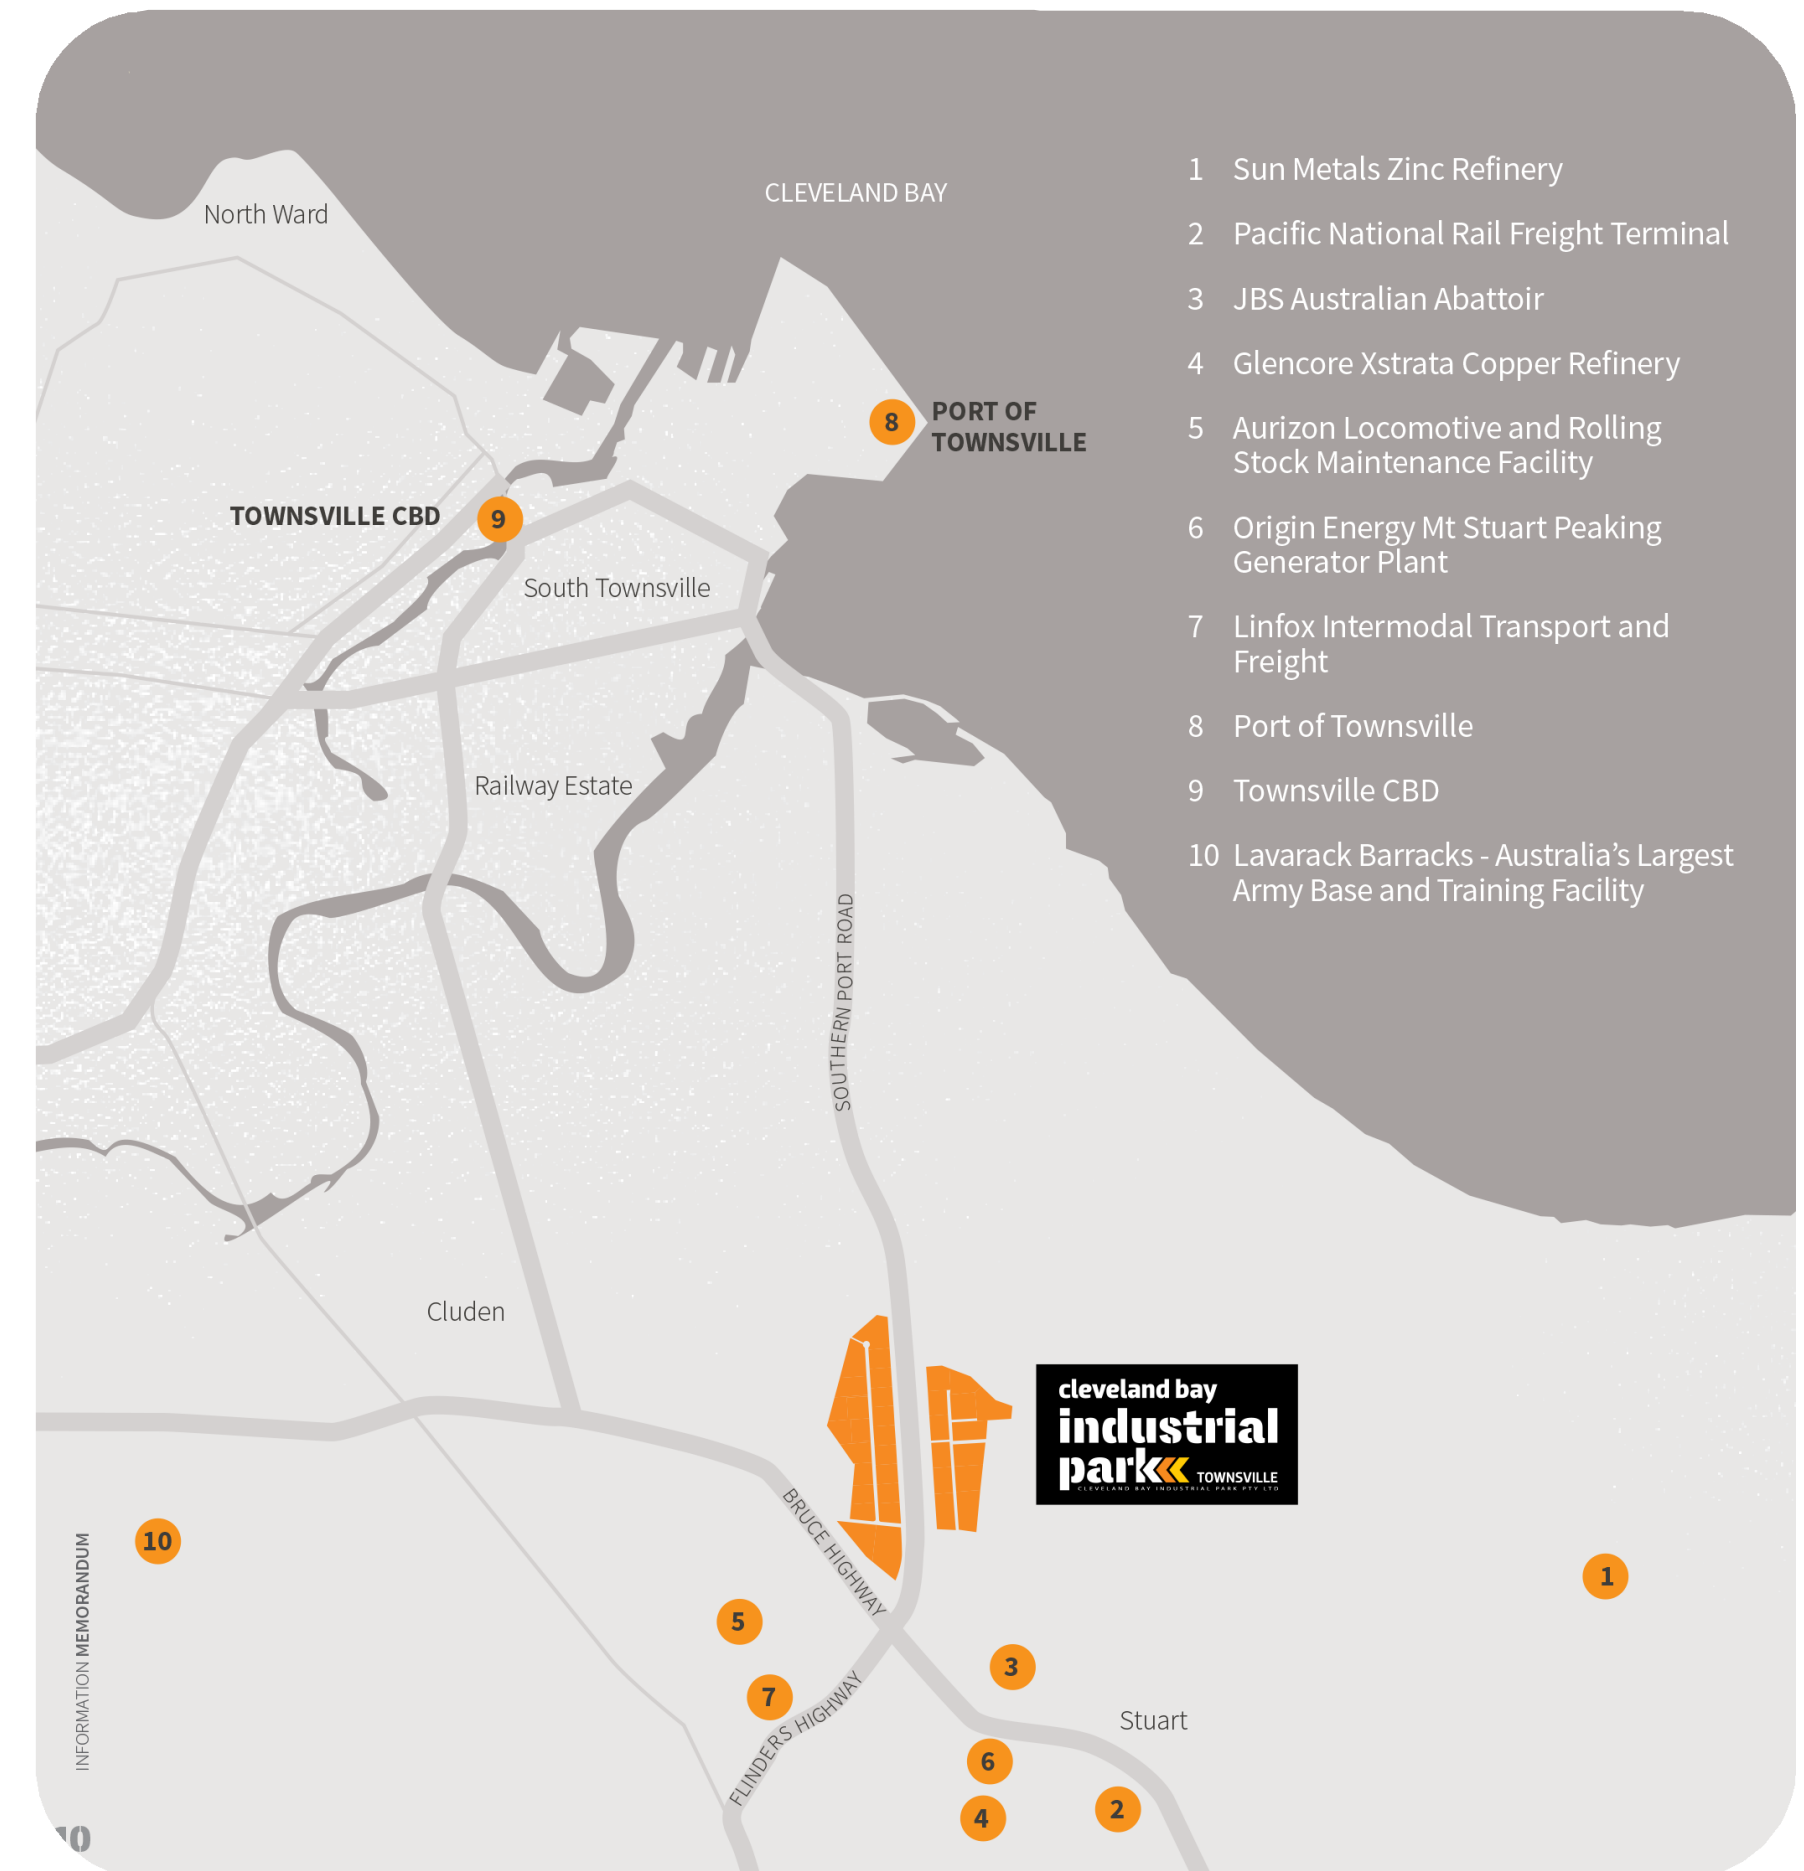 CLEVELAND BAY
North Ward
1 Sun Metals Zinc Refinery
2 Pacific National Rail Freight Terminal
3 JBS Australian Abattoir
4 Glencore Xstrata Copper Refinery
5 Aurizon Locomotive and Rolling
Stock Maintenance Facility
6 Origin Energy Mt Stuart Peaking
Generator Plant
7 Linfox Intermodal Transport and
Freight
8 Port of Townsville
9 Townsville CBD
10 Lavarack Barracks - Australia’s Largest
Army Base and Training Facility
8
PORT OF
TOWNSVILLE
TOWNSVILLE CBD
9
South Townsville
Railway Estate
SOUTHERN PORT ROAD
Cluden
cleveland bay
industrial
park
TOWNSVILLE
CLEVELAND BAY INDUSTRIAL PARK PTY LTD
BRUCE HIGHWAY
10
1
5
3
7
FLINDERS HIGHWAY
Stuart
6
4
2
INFORMATION MEMORANDUM
10